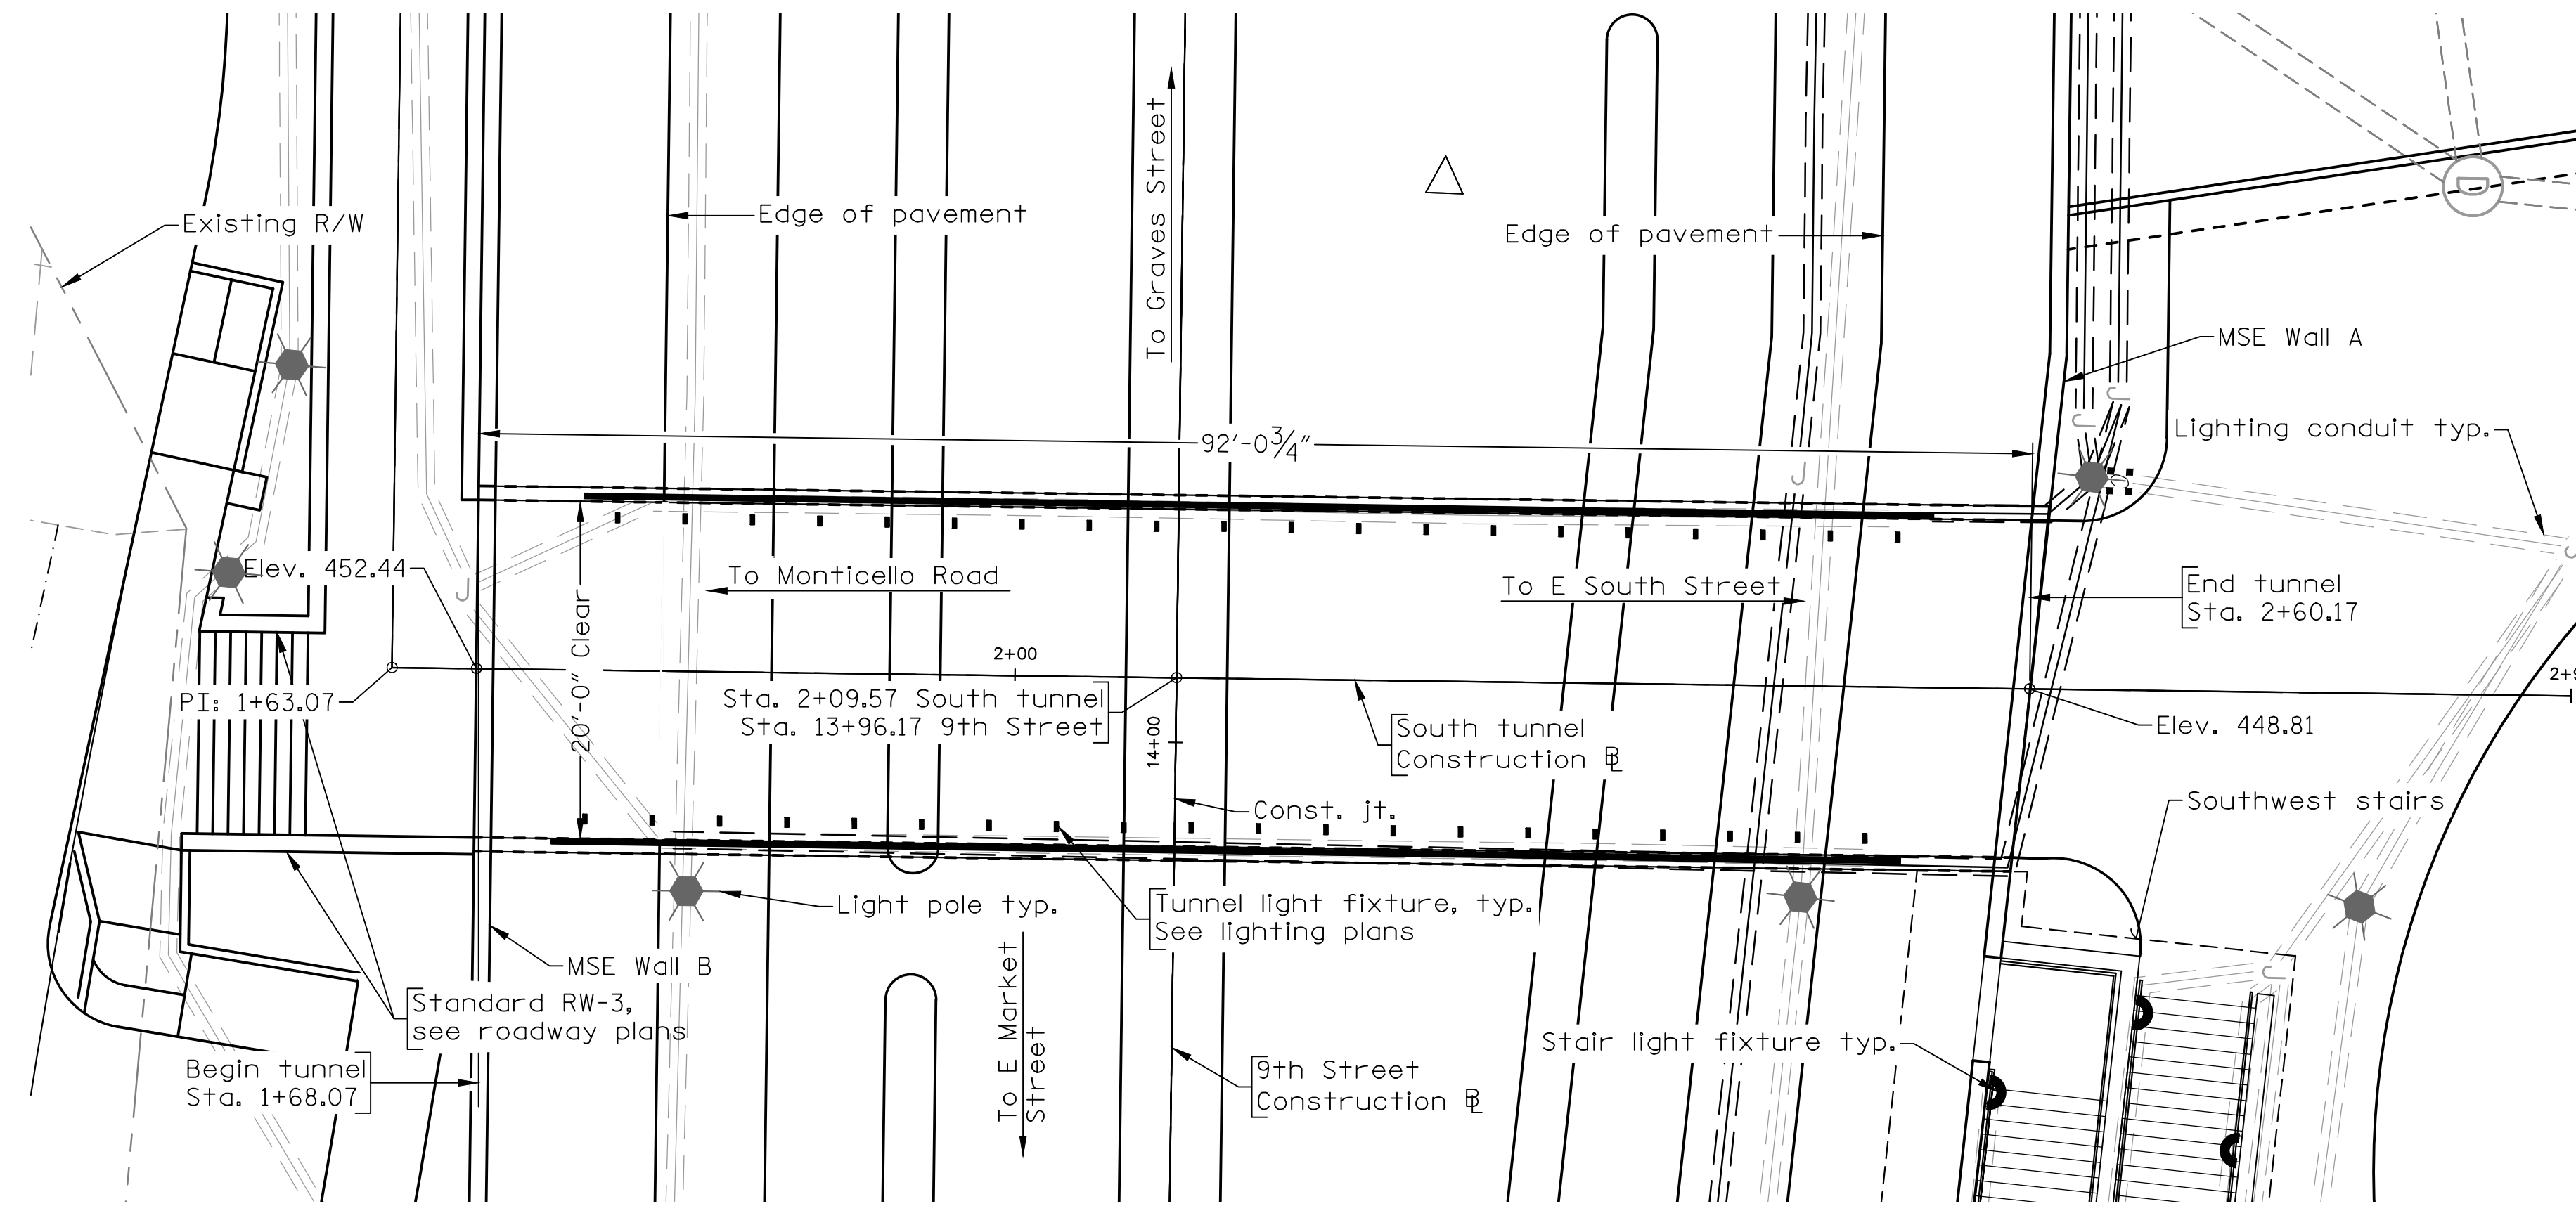 To Graves Street
Existing R/W
Edge of pavement
Edge of pavement
MSE Wall A
Lighting conduit typ.
92'-0¾"
Elev. 452.44
To Monticello Road
To E South Street
End tunnel
Sta. 2+60.17
20'-0" Clear
2+00
PI: 1+63.07
Sta. 2+09.57 South tunnel
Sta. 13+96.17 9th Street
14+00
South tunnel
Construction BL
Elev. 448.81
Const. jt.
Southwest stairs
Light pole typ.
Tunnel light fixture, typ.
See lighting plans
MSE Wall B
To E Market
Street
Standard RW-3,
see roadway plans
Stair light fixture typ.
Begin tunnel
Sta. 1+68.07
9th Street
Construction BL